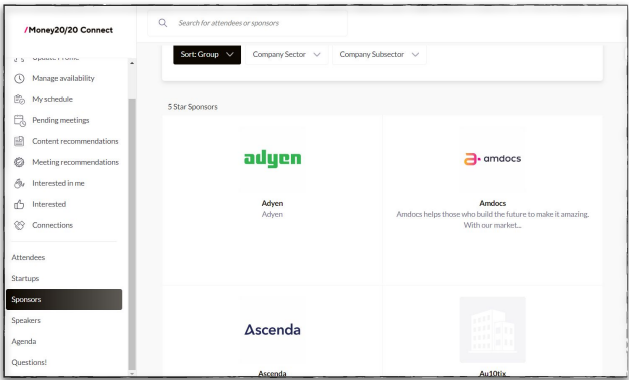 /Money20/20 Connect
Search for attendees or sponsors
Update Profile
Manage availability
My schedule
Pending meetings
Content recommendations
Meeting recommendations
Interested in me
Interested
Connections
Attendees
Startups
Sponsors
Speakers
Agenda
Questions!
Sort: Group
Company Sector
Company Subsector
5 Star Sponsors
adyen
Adyen
Adyen
amdocs
Amdocs
Amdocs helps those who build the future to make it amazing.
With our market...
Ascenda
Ascenda
Au10tix